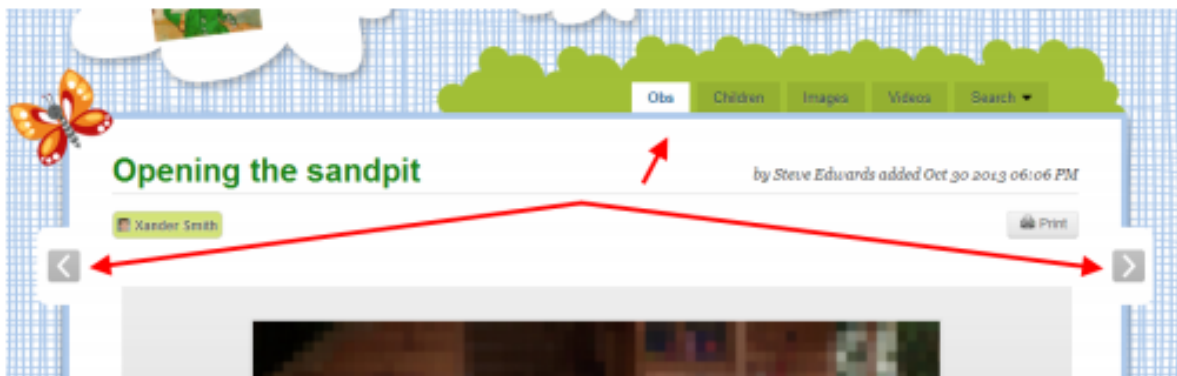 Obs Children Images Videos Search
Opening the sandpit
by Steve Edwards added Oct 30 2013 06:06 PM
Xander Smith
Print